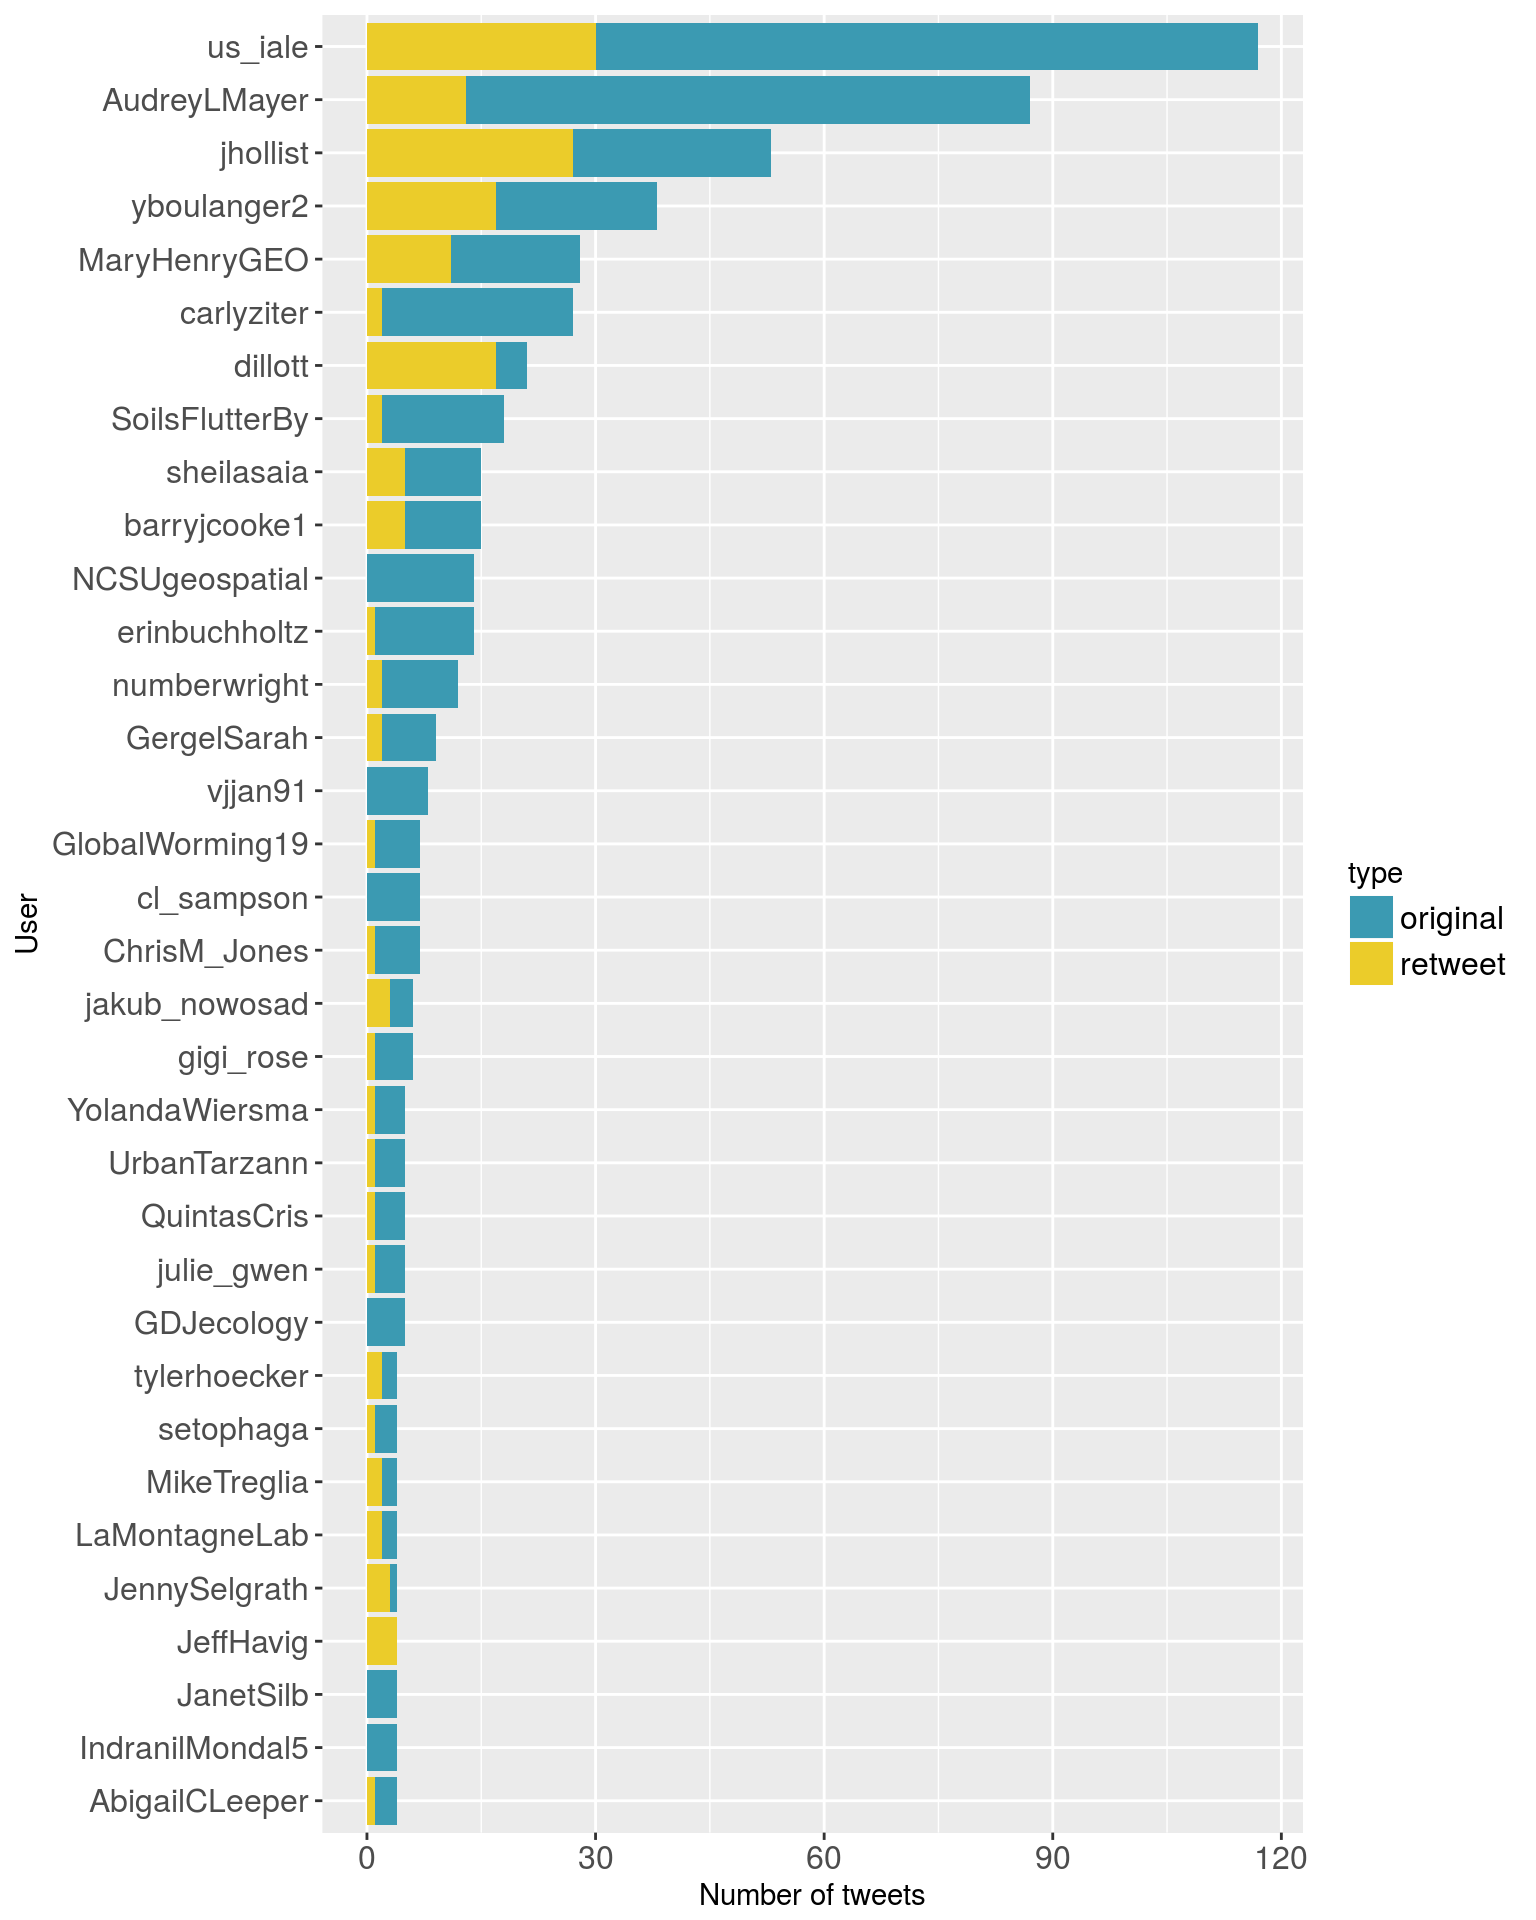 us_iale
AudreyLMayer
jhollist
yboulanger2
MaryHenryGEO
carlyziter
dillott
SoilsFlutterBy
sheilasaia
barryjcooke1
NCSUgeospatial
erinbuchholtz
numberwright
GergelSarah
vjjan91
GlobalWorming19
cl_sampson
ChrisM_Jones
jakub_nowosad
gigi_rose
YolandaWiersma
UrbanTarzann
QuintasCris
julie_gwen
GDJecology
tylerhoecker
setophaga
MikeTreglia
LaMontagneLab
JennySelgrath
JeffHavig
JanetSilb
IndranilMondal5
AbigailCLeeper
User
0 30 60 90 120
Number of tweets
type
original
retweet